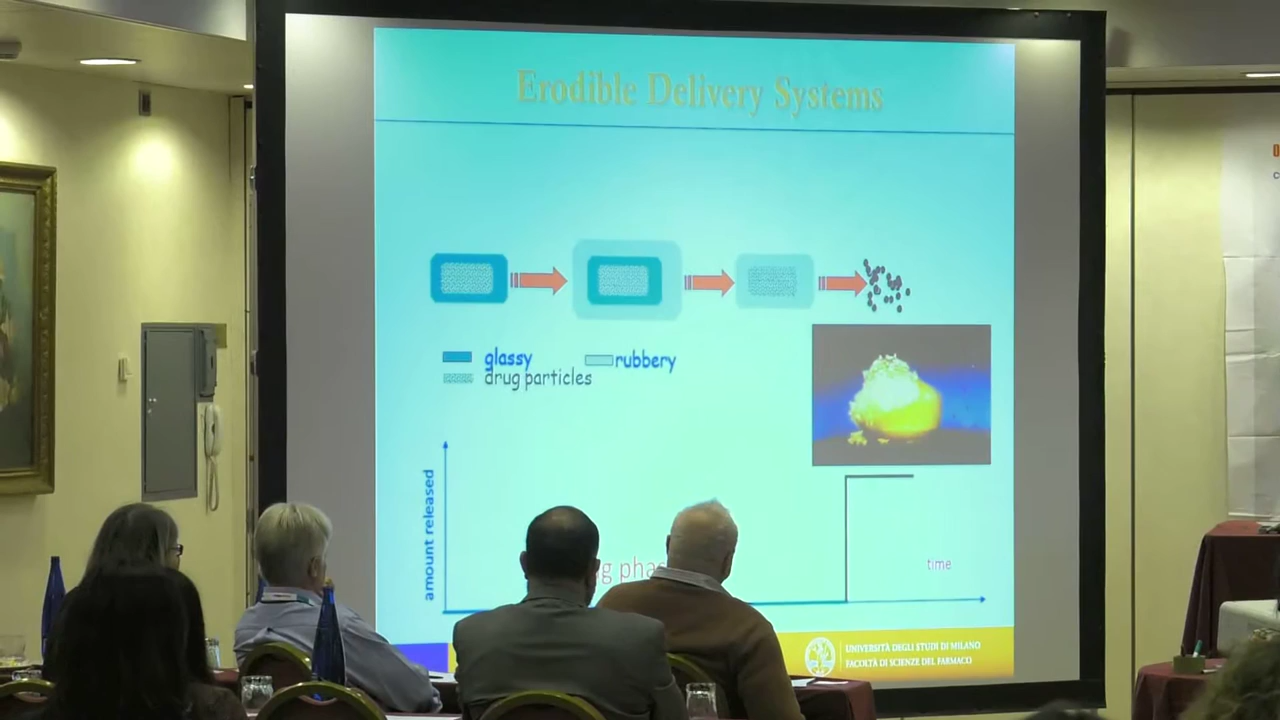 Erodible Delivery Systems
glassy
rubbery
drug particles
amount released
time
UNIVERSITÀ DEGLI STUDI DI MILANO
FACOLTÀ DI SCIENZE DEL FARMACO